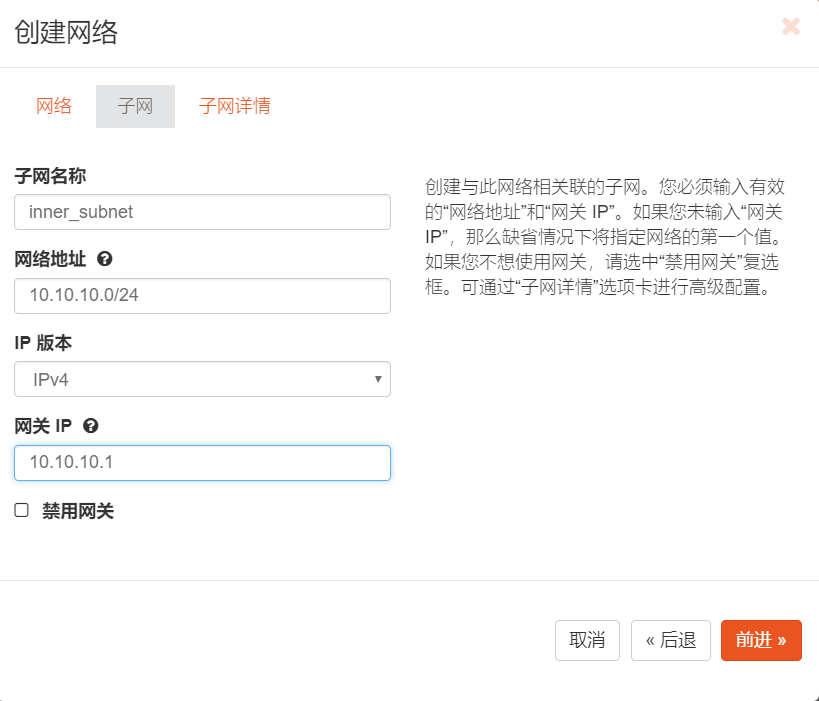 创建网络
网络 子网 子网详情
子网名称
inner_subnet
网络地址
10.10.10.0/24
IP 版本
IPv4
网关 IP
10.10.10.1
禁用网关
创建与此网络相关联的子网。您必须输入有效
的“网络地址”和“网关 IP”。如果您未输入“网关
IP”，那么缺省情况下将指定网络的第一个值。
如果您不想使用网关，请选中“禁用网关”复选
框。可通过“子网详情”选项卡进行高级配置。
取消 « 后退 前进 »